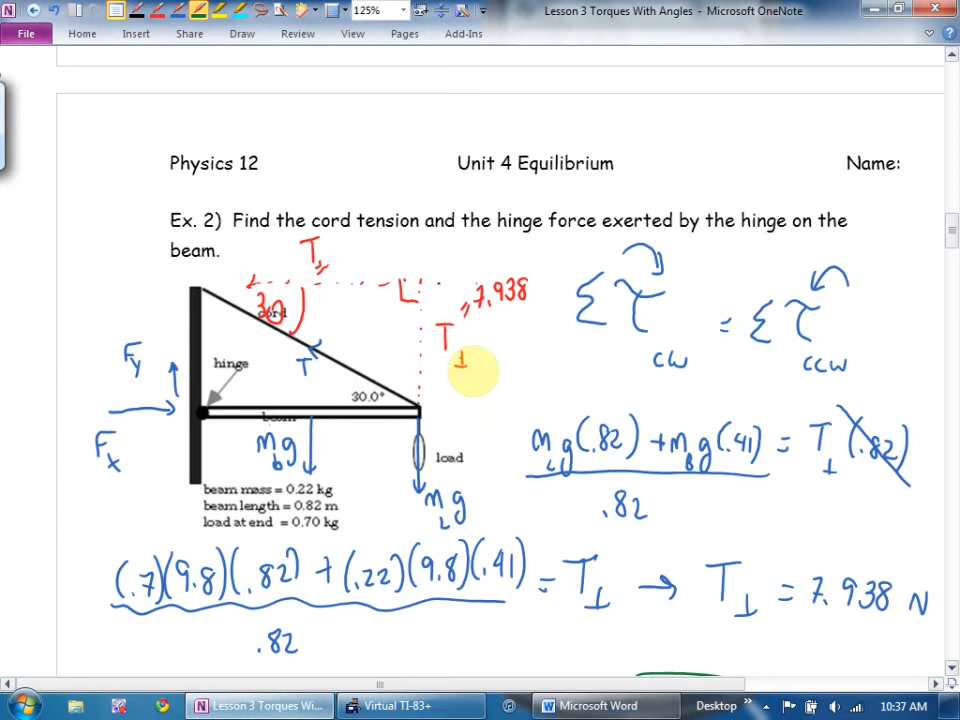 Lesson 3 Torques With Angles - Microsoft OneNote
125%
File Home Insert Share Draw Review View Pages Add-Ins
Physics 12 Unit 4 Equilibrium Name:
Ex. 2) Find the cord tension and the hinge force exerted by the hinge on the
beam.
T
30
cord
= 7.938
T⊥
Στ CW = Στ CCW
Fy
hinge
T
30.0°
beam
Fx
m_b g
load
m_L g
m_L g(.82) + m_B g(.41) = T⊥(.82)
.82
beam mass = 0.22 kg
beam length = 0.82 m
load at end = 0.70 kg
(.7)(9.8)(.82) + (.22)(9.8)(.41) = T⊥ → T⊥ = 7.938 N
.82
Lesson 3 Torques Wi... Virtual TI-83+ Microsoft Word Desktop » 10:37 AM